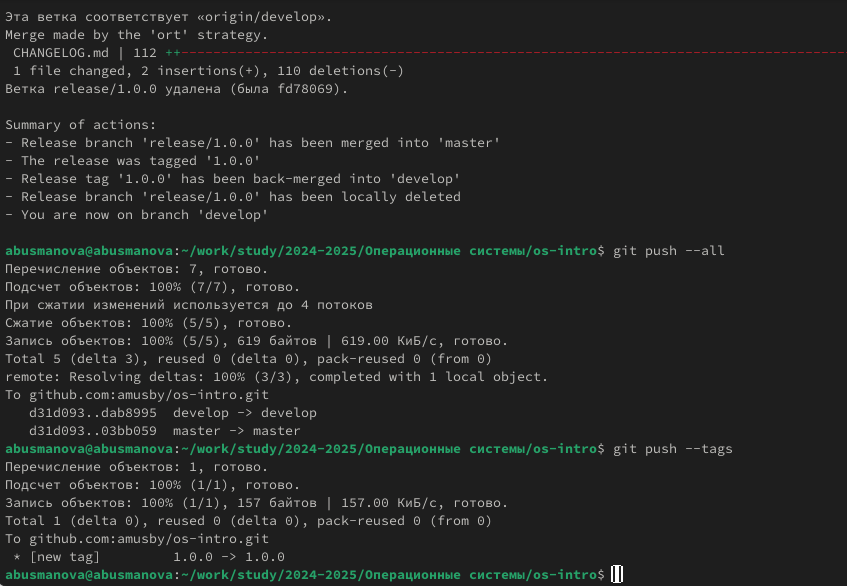 Эта ветка соответствует «origin/develop».
Merge made by the 'ort' strategy.
 CHANGELOG.md | 112 ++--------------------------------------------------------------------------------------
 1 file changed, 2 insertions(+), 110 deletions(-)
Ветка release/1.0.0 удалена (была fd78069).

Summary of actions:
- Release branch 'release/1.0.0' has been merged into 'master'
- The release was tagged '1.0.0'
- Release tag '1.0.0' has been back-merged into 'develop'
- Release branch 'release/1.0.0' has been locally deleted
- You are now on branch 'develop'

abusmanova@abusmanova:~/work/study/2024-2025/Операционные системы/os-intro$ git push --all
Перечисление объектов: 7, готово.
Подсчет объектов: 100% (7/7), готово.
При сжатии изменений используется до 4 потоков
Сжатие объектов: 100% (5/5), готово.
Запись объектов: 100% (5/5), 619 байтов | 619.00 КиБ/с, готово.
Total 5 (delta 3), reused 0 (delta 0), pack-reused 0 (from 0)
remote: Resolving deltas: 100% (3/3), completed with 1 local object.
To github.com:amusby/os-intro.git
   d31d093..dab8995  develop -> develop
   d31d093..03bb059  master -> master
abusmanova@abusmanova:~/work/study/2024-2025/Операционные системы/os-intro$ git push --tags
Перечисление объектов: 1, готово.
Подсчет объектов: 100% (1/1), готово.
Запись объектов: 100% (1/1), 157 байтов | 157.00 КиБ/с, готово.
Total 1 (delta 0), reused 0 (delta 0), pack-reused 0 (from 0)
To github.com:amusby/os-intro.git
 * [new tag]         1.0.0 -> 1.0.0
abusmanova@abusmanova:~/work/study/2024-2025/Операционные системы/os-intro$